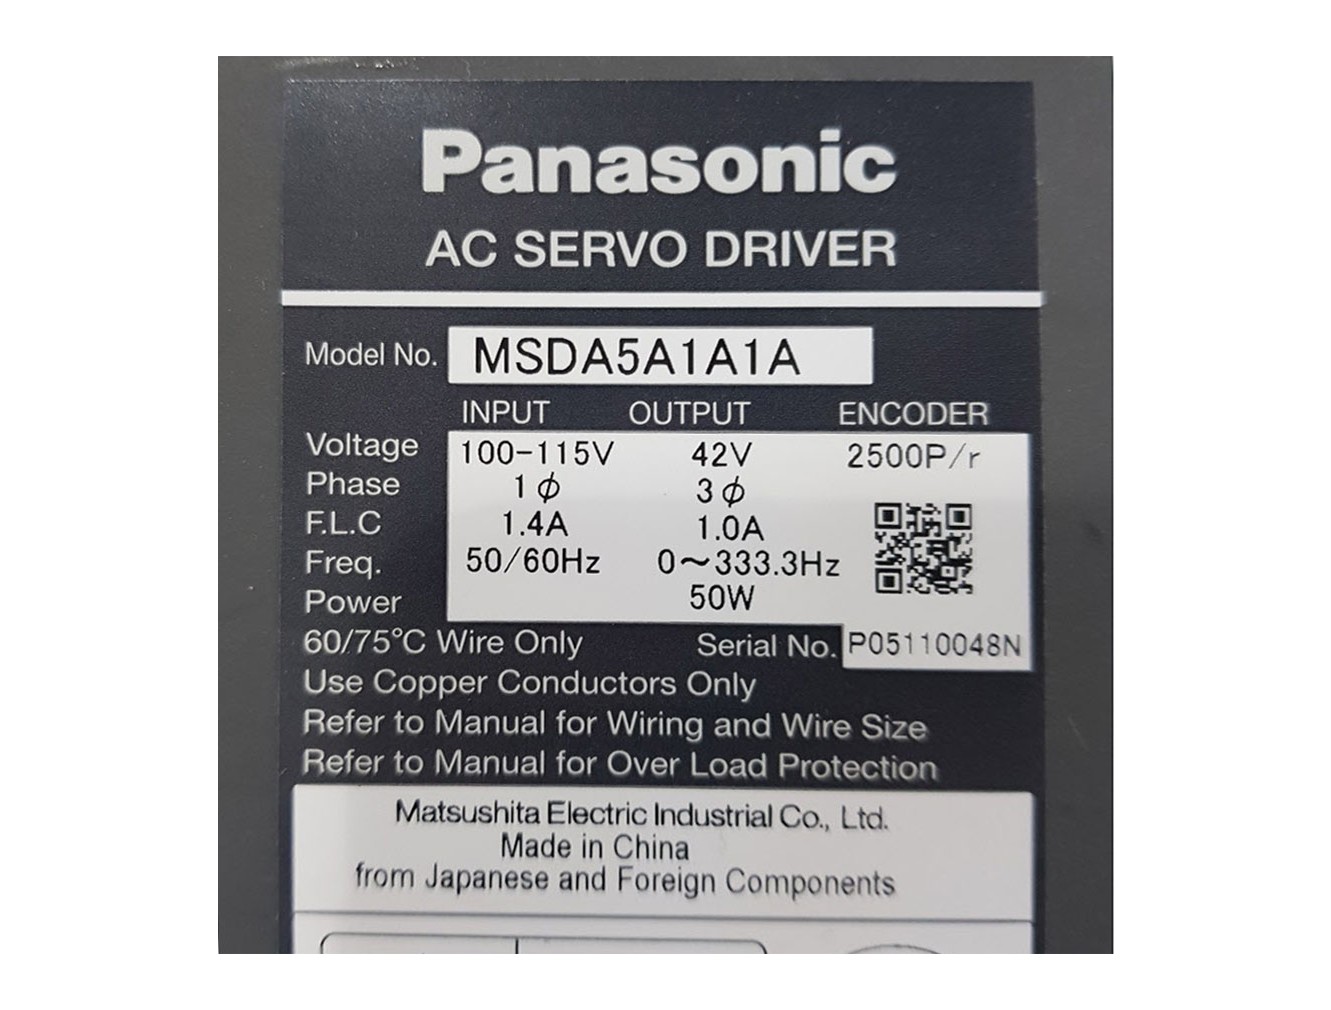 Panasonic
AC SERVO DRIVER
Model No. MSDA5A1A1A
INPUT OUTPUT ENCODER
Voltage 100-115V 42V 2500P/r
Phase 1ϕ 3ϕ
F.L.C 1.4A 1.0A
Freq. 50/60Hz 0～333.3Hz
Power 50W
60/75°C Wire Only Serial No. P05110048N
Use Copper Conductors Only
Refer to Manual for Wiring and Wire Size
Refer to Manual for Over Load Protection
Matsushita Electric Industrial Co., Ltd.
Made in China
from Japanese and Foreign Components